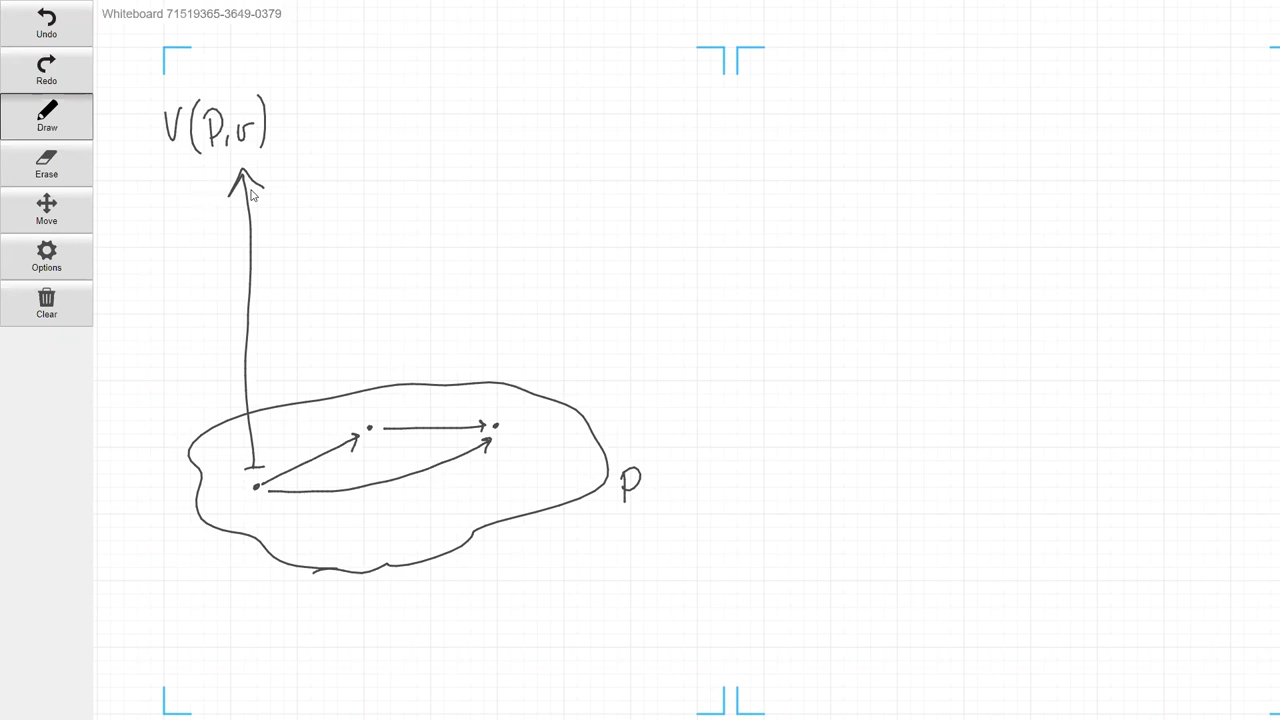 Whiteboard 71519365-3649-0379
Undo
Redo
Draw
Erase
Move
Options
Clear
V(P,σ)
P